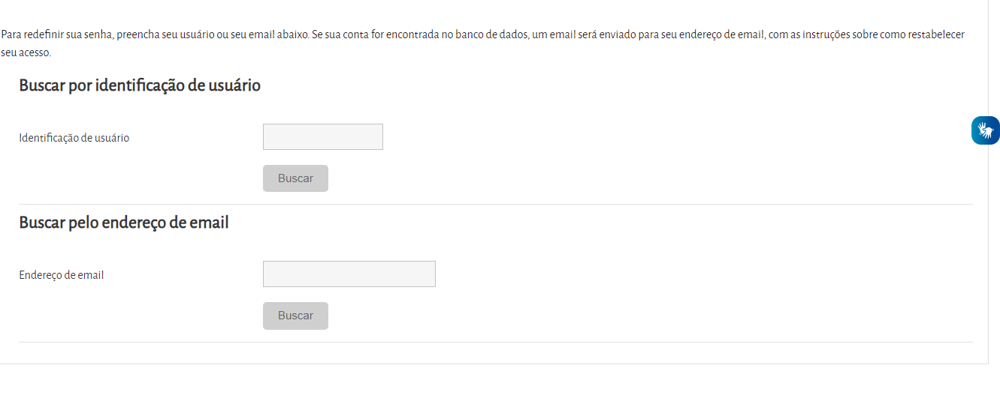 Para redefinir sua senha, preencha seu usuário ou seu email abaixo. Se sua conta for encontrada no banco de dados, um email será enviado para seu endereço de email, com as instruções sobre como restabelecer
seu acesso.
Buscar por identificação de usuário
Identificação de usuário
Buscar
Buscar pelo endereço de email
Endereço de email
Buscar